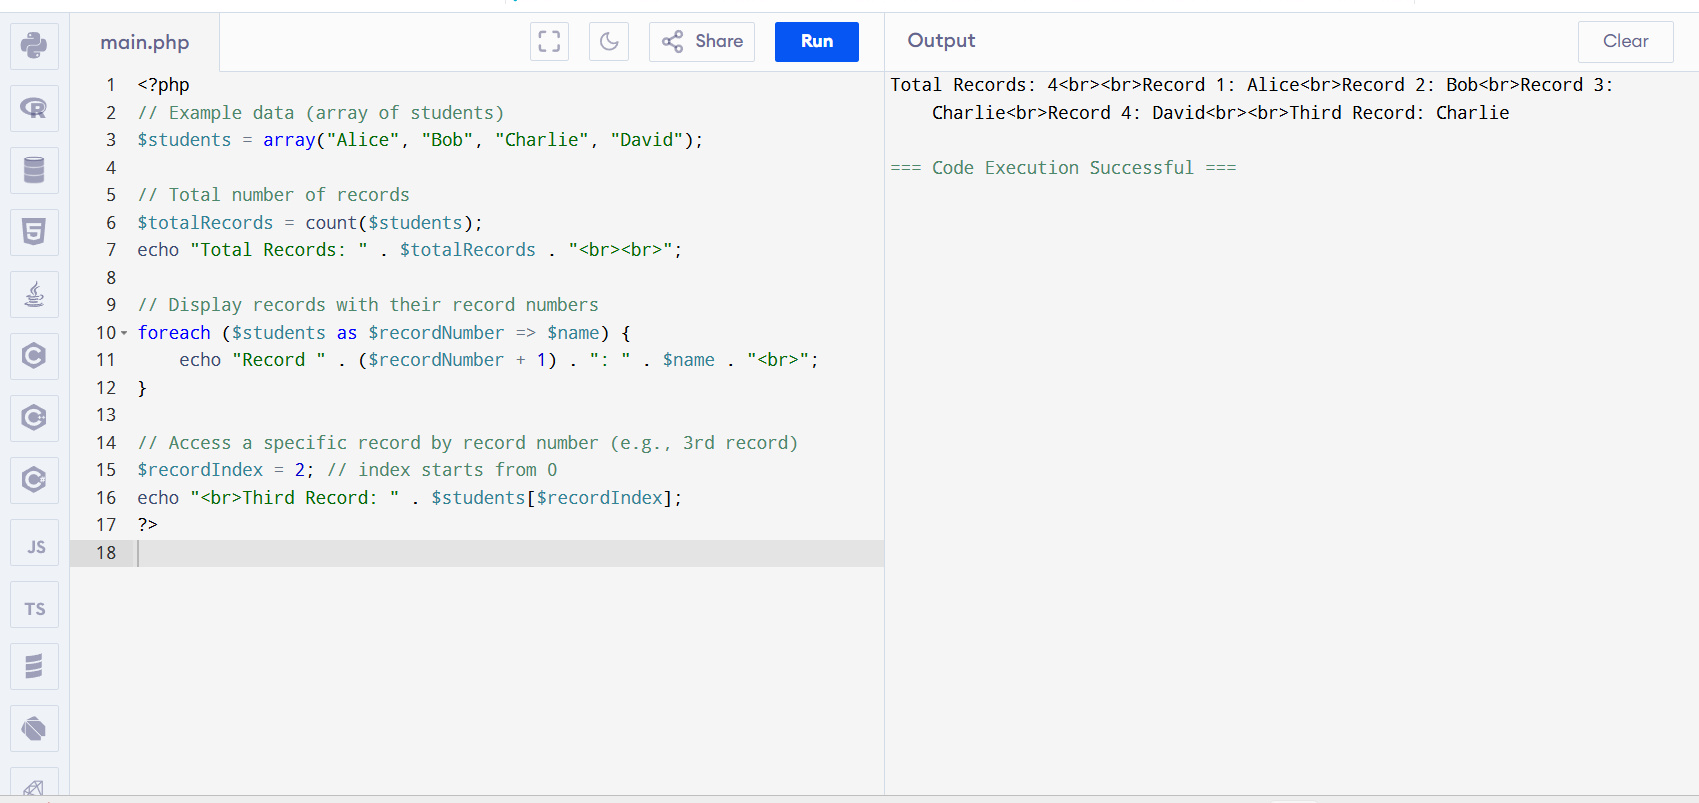 main.php
Share
Run
Output
Clear
1 <?php
2 // Example data (array of students)
3 $students = array("Alice", "Bob", "Charlie", "David");
4
5 // Total number of records
6 $totalRecords = count($students);
7 echo "Total Records: " . $totalRecords . "<br><br>";
8
9 // Display records with their record numbers
10 foreach ($students as $recordNumber => $name) {
11     echo "Record " . ($recordNumber + 1) . ": " . $name . "<br>";
12 }
13
14 // Access a specific record by record number (e.g., 3rd record)
15 $recordIndex = 2; // index starts from 0
16 echo "<br>Third Record: " . $students[$recordIndex];
17 ?>
18
Total Records: 4<br><br>Record 1: Alice<br>Record 2: Bob<br>Record 3:
    Charlie<br>Record 4: David<br><br>Third Record: Charlie
=== Code Execution Successful ===
R
5
C
C
C
JS
TS